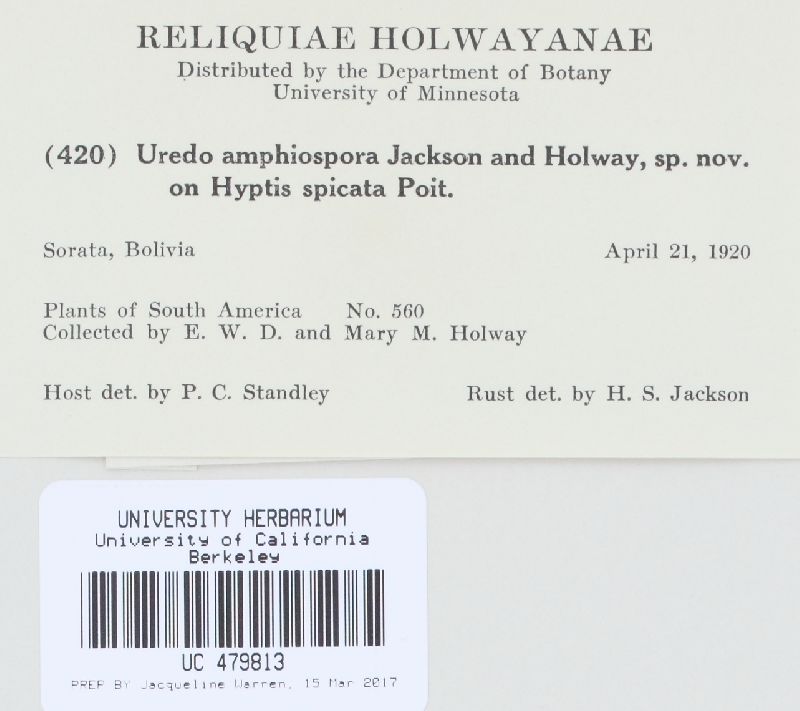 RELIQUIAE HOLWAYANAE
Distributed by the Department of Botany
University of Minnesota
(420) Uredo amphiospora Jackson and Holway, sp. nov.
on Hyptis spicata Poit.
Sorata, Bolivia April 21, 1920
Plants of South America No. 560
Collected by E. W. D. and Mary M. Holway
Host det. by P. C. Standley Rust det. by H. S. Jackson
UNIVERSITY HERBARIUM
University of California
Berkeley
UC 479813
PREP BY Jacqueline Warren, 15 Mar 2017